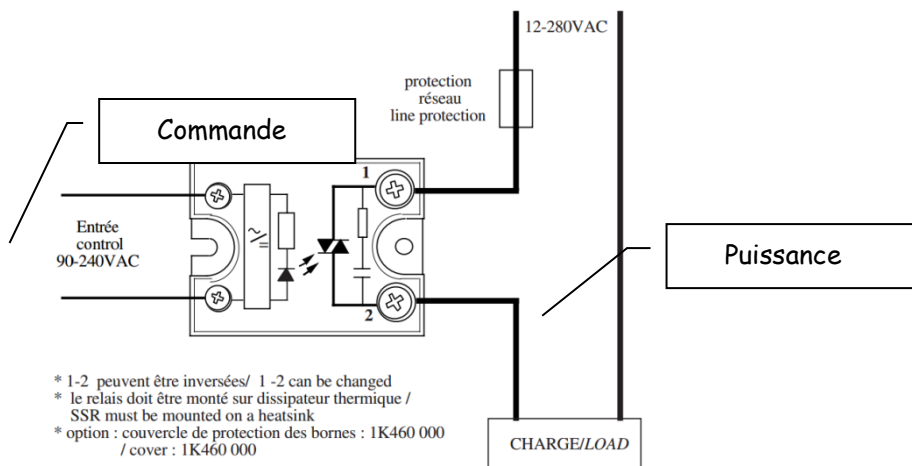 12-280VAC
protection
réseau
line protection
Commande
1
Entrée
control
90-240VAC
~/=
Puissance
2
* 1-2 peuvent être inversées/ 1 -2 can be changed
* le relais doit être monté sur dissipateur thermique /
SSR must be mounted on a heatsink
* option : couvercle de protection des bornes : 1K460 000
/ cover : 1K460 000
CHARGE/LOAD